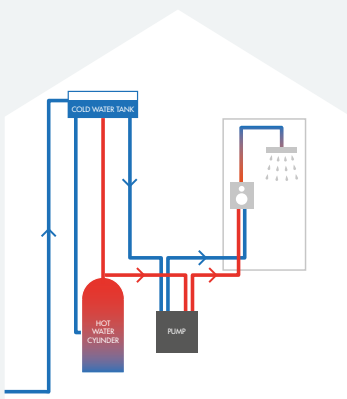 COLD WATER TANK
HOT
WATER
CYLINDER
PUMP